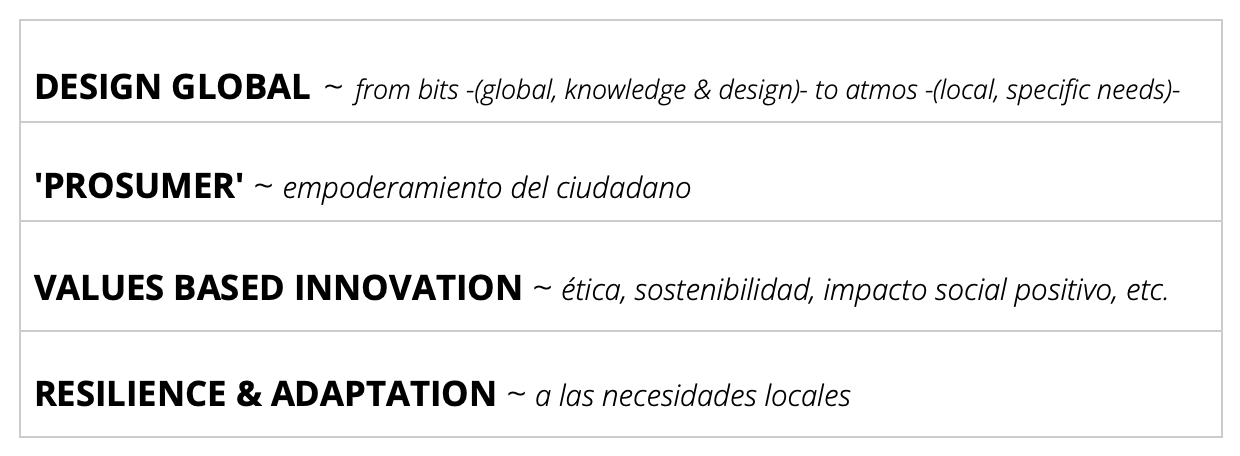 DESIGN GLOBAL ~ from bits -(global, knowledge & design)- to atmos -(local, specific needs)-
'PROSUMER' ~ empoderamiento del ciudadano
VALUES BASED INNOVATION ~ ética, sostenibilidad, impacto social positivo, etc.
RESILIENCE & ADAPTATION ~ a las necesidades locales